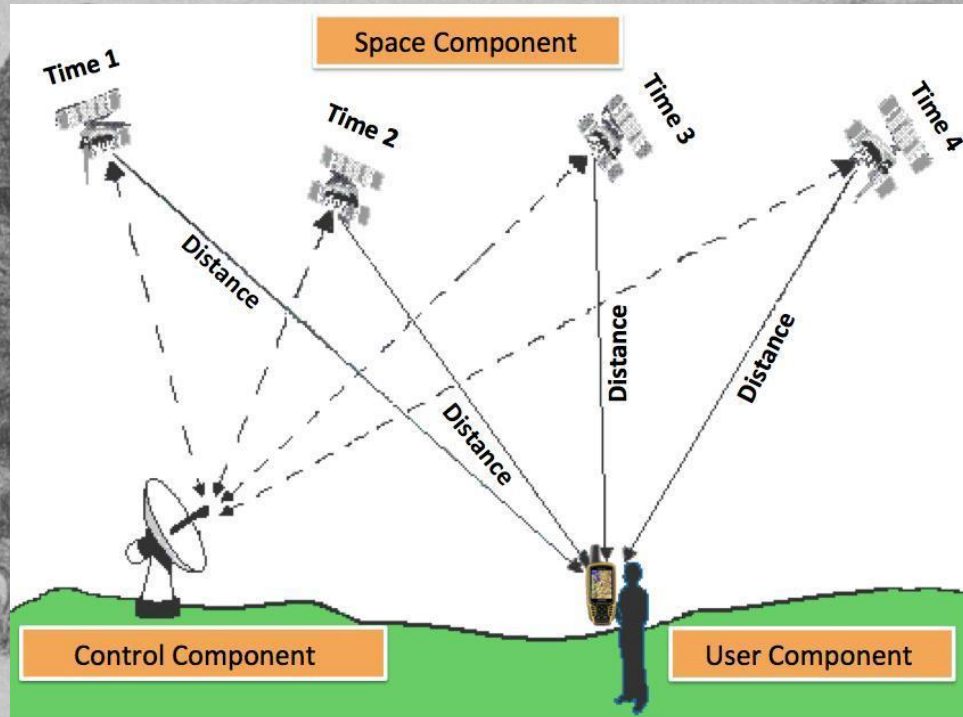 Space Component
Time 1
Time 2
Time 3
Time 4
Distance
Distance
Distance
Distance
Control Component
User Component